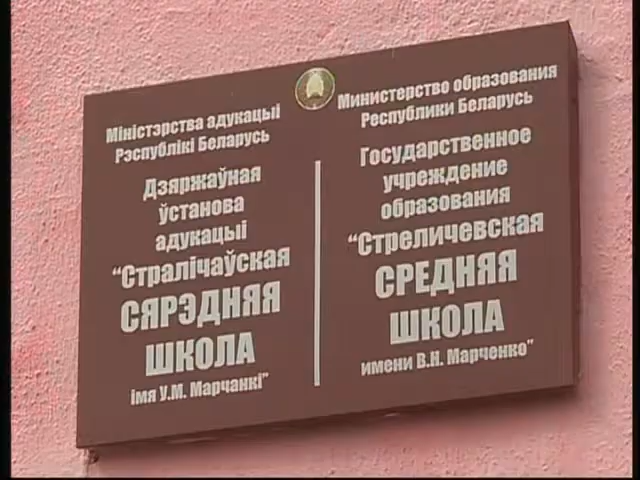 Міністэрства адукацыі
Рэспублікі Беларусь
Дзяржаўная
ўстанова
адукацыі
“Стралічаўская
СЯРЭДНЯЯ
ШКОЛА
імя У.М. Марчанкі”
Министерство образования
Республики Беларусь
Государственное
учреждение
образования
“Стреличевская
СРЕДНЯЯ
ШКОЛА
имени В.Н. Марченко”